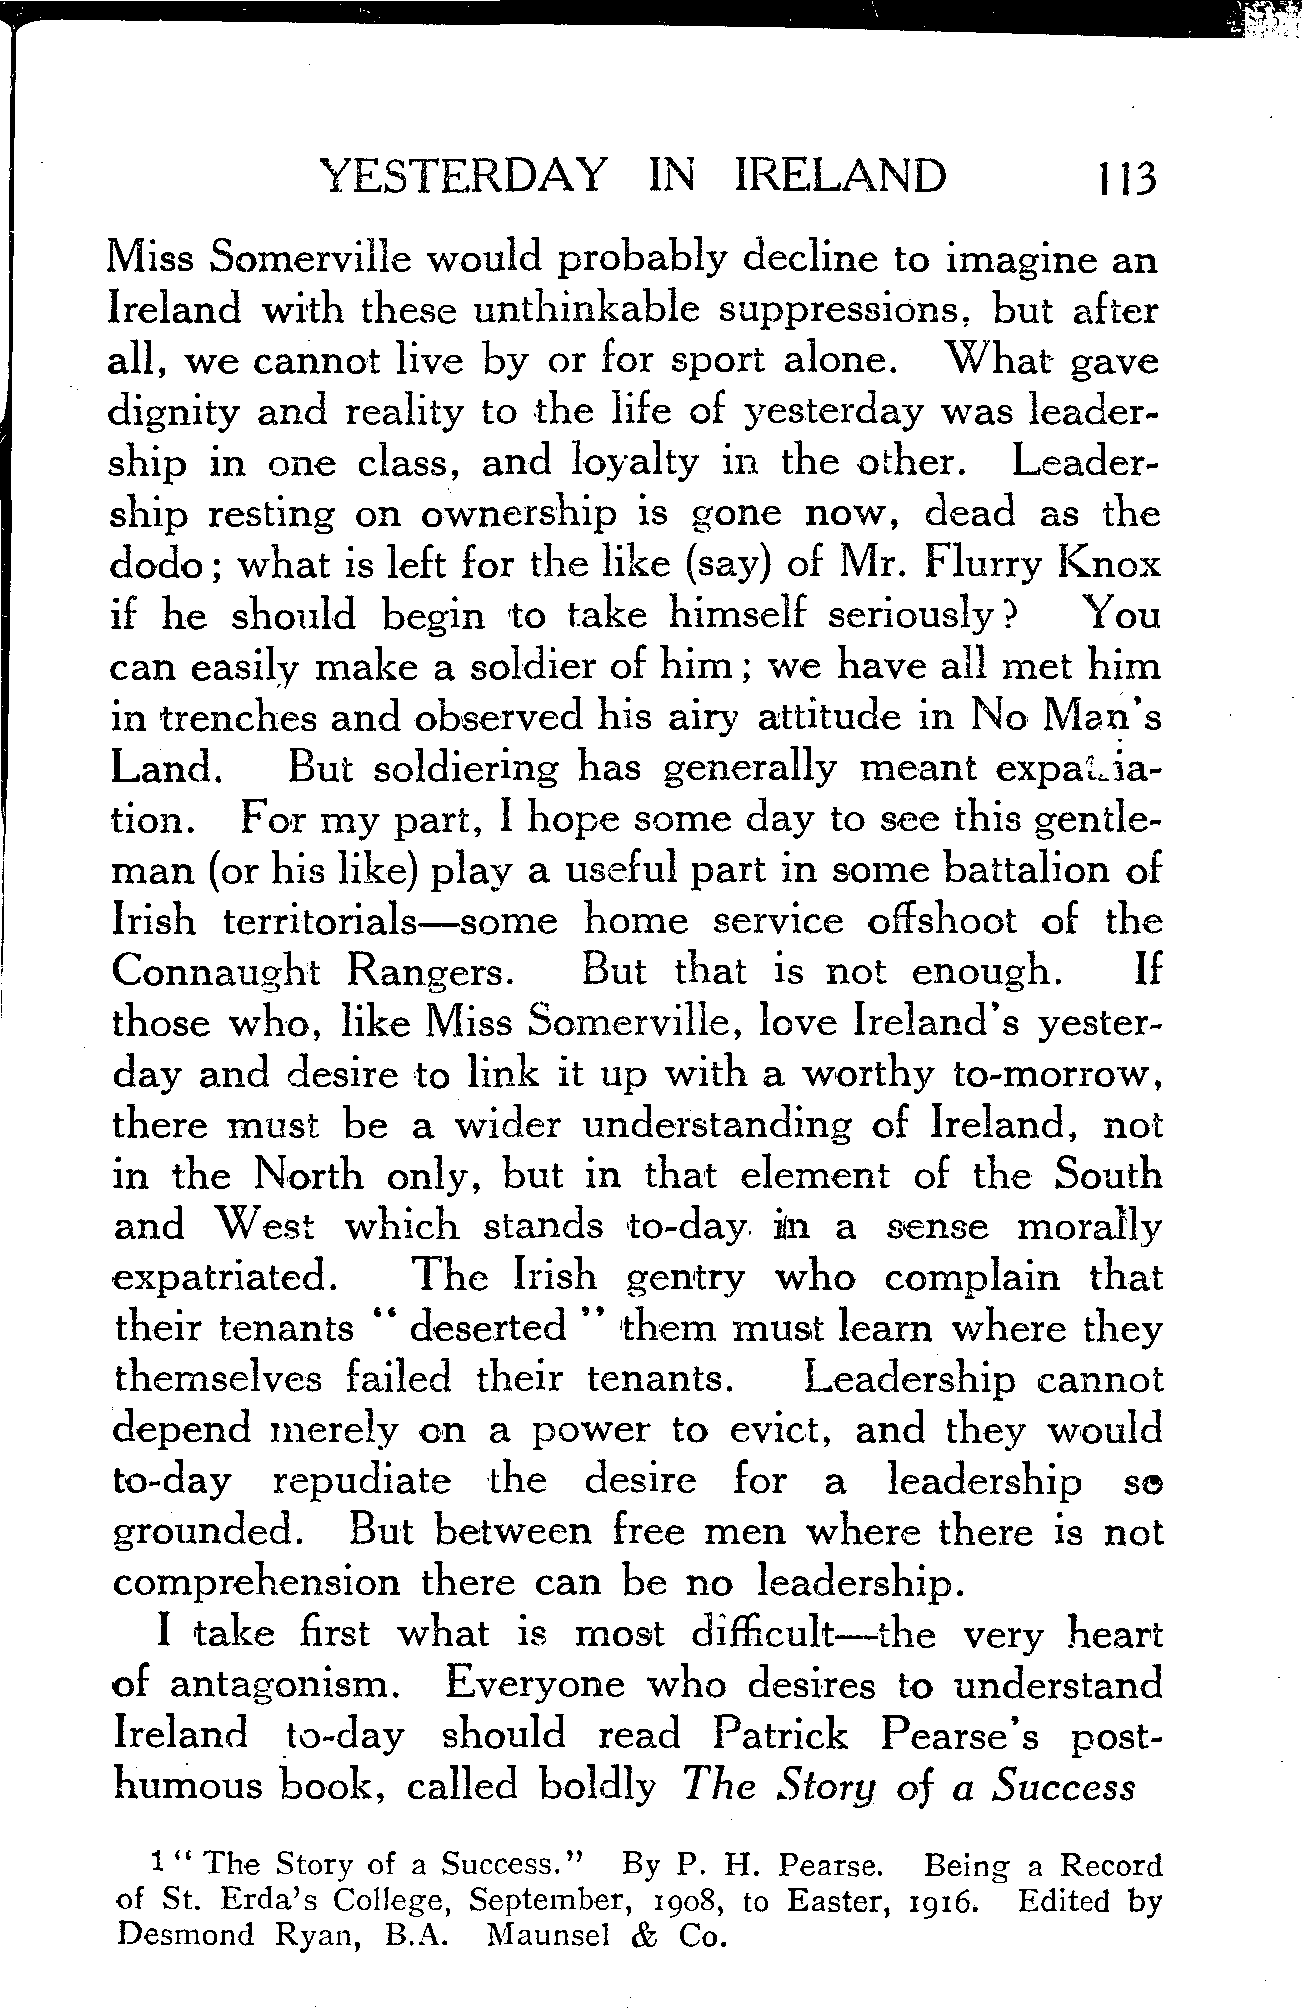 YESTERDAY IN IRELAND 113
Miss Somerville would probably decline to imagine an
Ireland with these unthinkable suppressions, but after
all, we cannot live by or for sport alone. What gave
dignity and reality to the life of yesterday was leader-
ship in one class, and loyalty in the other. Leader-
ship resting on ownership is gone now, dead as the
dodo; what is left for the like (say) of Mr. Flurry Knox
if he should begin to take himself seriously? You
can easily make a soldier of him; we have all met him
in trenches and observed his airy attitude in No Man's
Land. But soldiering has generally meant expatia-
tion. For my part, I hope some day to see this gentle-
man (or his like) play a useful part in some battalion of
Irish territorials—some home service offshoot of the
Connaught Rangers. But that is not enough. If
those who, like Miss Somerville, love Ireland's yester-
day and desire to link it up with a worthy to-morrow,
there must be a wider understanding of Ireland, not
in the North only, but in that element of the South
and West which stands to-day in a sense morally
expatriated. The Irish gentry who complain that
their tenants "deserted" them must learn where they
themselves failed their tenants. Leadership cannot
depend merely on a power to evict, and they would
to-day repudiate the desire for a leadership so
grounded. But between free men where there is not
comprehension there can be no leadership.
I take first what is most difficult—the very heart
of antagonism. Everyone who desires to understand
Ireland to-day should read Patrick Pearse's post-
humous book, called boldly The Story of a Success
1 "The Story of a Success." By P. H. Pearse. Being a Record
of St. Erda's College, September, 1908, to Easter, 1916. Edited by
Desmond Ryan, B.A. Maunsel & Co.